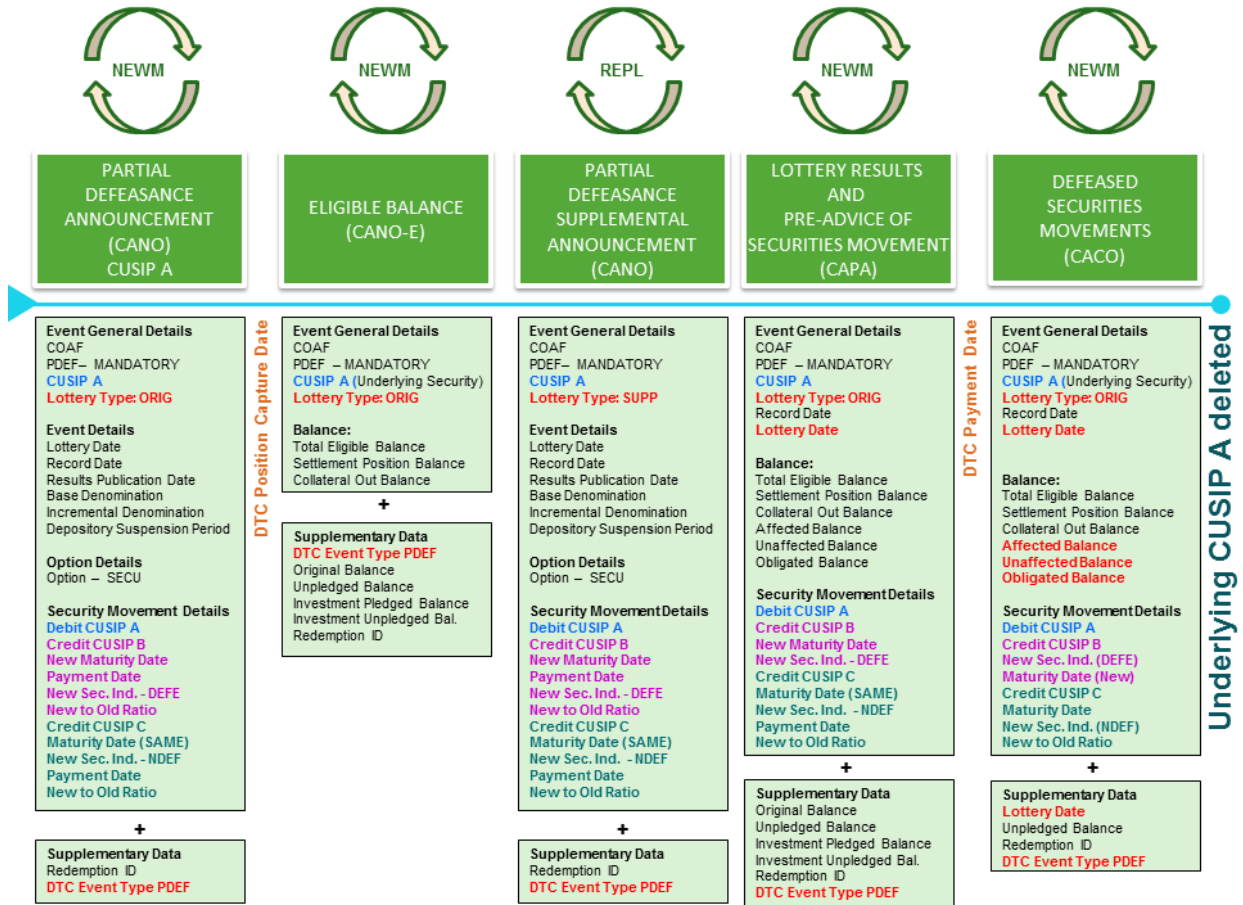 NEWM
NEWM
REPL
NEWM
NEWM
PARTIAL
DEFEASANCE
ANNOUNCEMENT
(CANO)
CUSIP A
ELIGIBLE BALANCE
(CANO-E)
PARTIAL
DEFEASANCE
SUPPLEMENTAL
ANNOUNCEMENT
(CANO)
LOTTERY RESULTS
AND
PRE-ADVICE OF
SECURITIES MOVEMENT
(CAPA)
DEFEASED
SECURITIES
MOVEMENTS
(CACO)
Event General Details
COAF
PDEF– MANDATORY
CUSIP A
Lottery Type: ORIG
Event Details
Lottery Date
Record Date
Results Publication Date
Base Denomination
Incremental Denomination
Depository Suspension Period
Option Details
Option – SECU
Security Movement Details
Debit CUSIP A
Credit CUSIP B
New Maturity Date
Payment Date
New Sec. Ind. - DEFE
New to Old Ratio
Credit CUSIP C
Maturity Date (SAME)
New Sec. Ind. - NDEF
Payment Date
New to Old Ratio
+
Supplementary Data
Redemption ID
DTC Event Type PDEF
DTC Position Capture Date
Event General Details
COAF
PDEF – MANDATORY
CUSIP A (Underlying Security)
Lottery Type: ORIG
Balance:
Total Eligible Balance
Settlement Position Balance
Collateral Out Balance
+
Supplementary Data
DTC Event Type PDEF
Original Balance
Unpledged Balance
Investment Pledged Balance
Investment Unpledged Bal.
Redemption ID
Event General Details
COAF
PDEF– MANDATORY
CUSIP A
Lottery Type: SUPP
Event Details
Lottery Date
Record Date
Results Publication Date
Base Denomination
Incremental Denomination
Depository Suspension Period
Option Details
Option – SECU
Security Movement Details
Debit CUSIP A
Credit CUSIP B
New Maturity Date
Payment Date
New Sec. Ind. - DEFE
New to Old Ratio
Credit CUSIP C
Maturity Date (SAME)
New Sec. Ind. - NDEF
Payment Date
New to Old Ratio
+
Supplementary Data
Redemption ID
DTC Event Type PDEF
Event General Details
COAF
PDEF – MANDATORY
CUSIP A
Lottery Type: ORIG
Record Date
Lottery Date
Balance:
Total Eligible Balance
Settlement Position Balance
Collateral Out Balance
Affected Balance
Unaffected Balance
Obligated Balance
Security Movement Details
Debit CUSIP A
Credit CUSIP B
New Maturity Date
New Sec. Ind. - DEFE
Credit CUSIP C
Maturity Date (SAME)
New Sec. Ind. - NDEF
Payment Date
New to Old Ratio
+
Supplementary Data
Original Balance
Unpledged Balance
Investment Pledged Balance
Investment Unpledged Bal.
Redemption ID
DTC Event Type PDEF
DTC Payment Date
Event General Details
COAF
PDEF – MANDATORY
CUSIP A (Underlying Security)
Lottery Type: ORIG
Record Date
Lottery Date
Balance:
Total Eligible Balance
Settlement Position Balance
Collateral Out Balance
Affected Balance
Unaffected Balance
Obligated Balance
Security Movement Details
Debit CUSIP A
Credit CUSIP B
New Sec. Ind. (DEFE)
Maturity Date (New)
Credit CUSIP C
Maturity Date
New Sec. Ind. (NDEF)
New to Old Ratio
+
Supplementary Data
Lottery Date
Unpledged Balance
Redemption ID
DTC Event Type PDEF
Underlying CUSIP A deleted